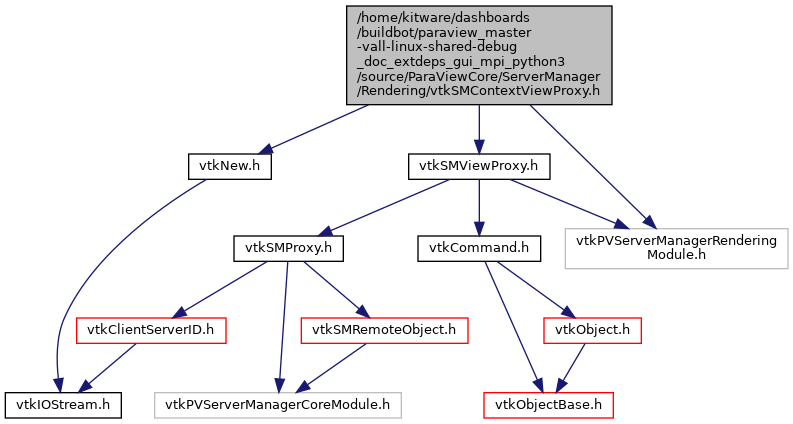 /home/kitware/dashboards
/buildbot/paraview_master
-vall-linux-shared-debug
_doc_extdeps_gui_mpi_python3
/source/ParaViewCore/ServerManager
/Rendering/vtkSMContextViewProxy.h
vtkNew.h
vtkSMViewProxy.h
vtkPVServerManagerRendering
Module.h
vtkSMProxy.h
vtkCommand.h
vtkClientServerID.h
vtkSMRemoteObject.h
vtkObject.h
vtkIOStream.h
vtkPVServerManagerCoreModule.h
vtkObjectBase.h